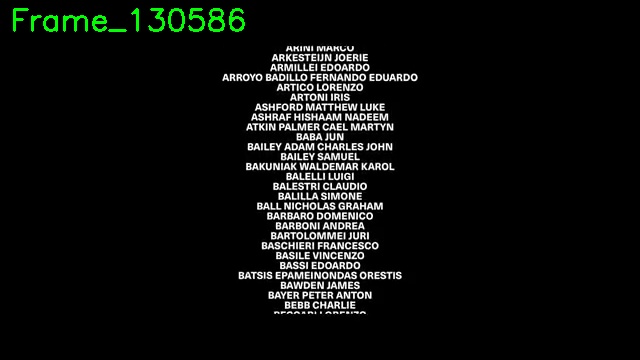 Frame_130586
ARINI MARCO
ARKESTEIJN JOERIE
ARMILLEI EDOARDO
ARROYO BADILLO FERNANDO EDUARDO
ARTICO LORENZO
ARTONI IRIS
ASHFORD MATTHEW LUKE
ASHRAF HISHAAM NADEEM
ATKIN PALMER CAEL MARTYN
BABA JUN
BAILEY ADAM CHARLES JOHN
BAILEY SAMUEL
BAKUNIAK WALDEMAR KAROL
BALELLI LUIGI
BALESTRI CLAUDIO
BALILLA SIMONE
BALL NICHOLAS GRAHAM
BARBARO DOMENICO
BARBONI ANDREA
BARTOLOMMEI JURI
BASCHIERI FRANCESCO
BASILE VINCENZO
BASSI EDOARDO
BATSIS EPAMEINONDAS ORESTIS
BAWDEN JAMES
BAYER PETER ANTON
BEBB CHARLIE
BECCARI LORENZO